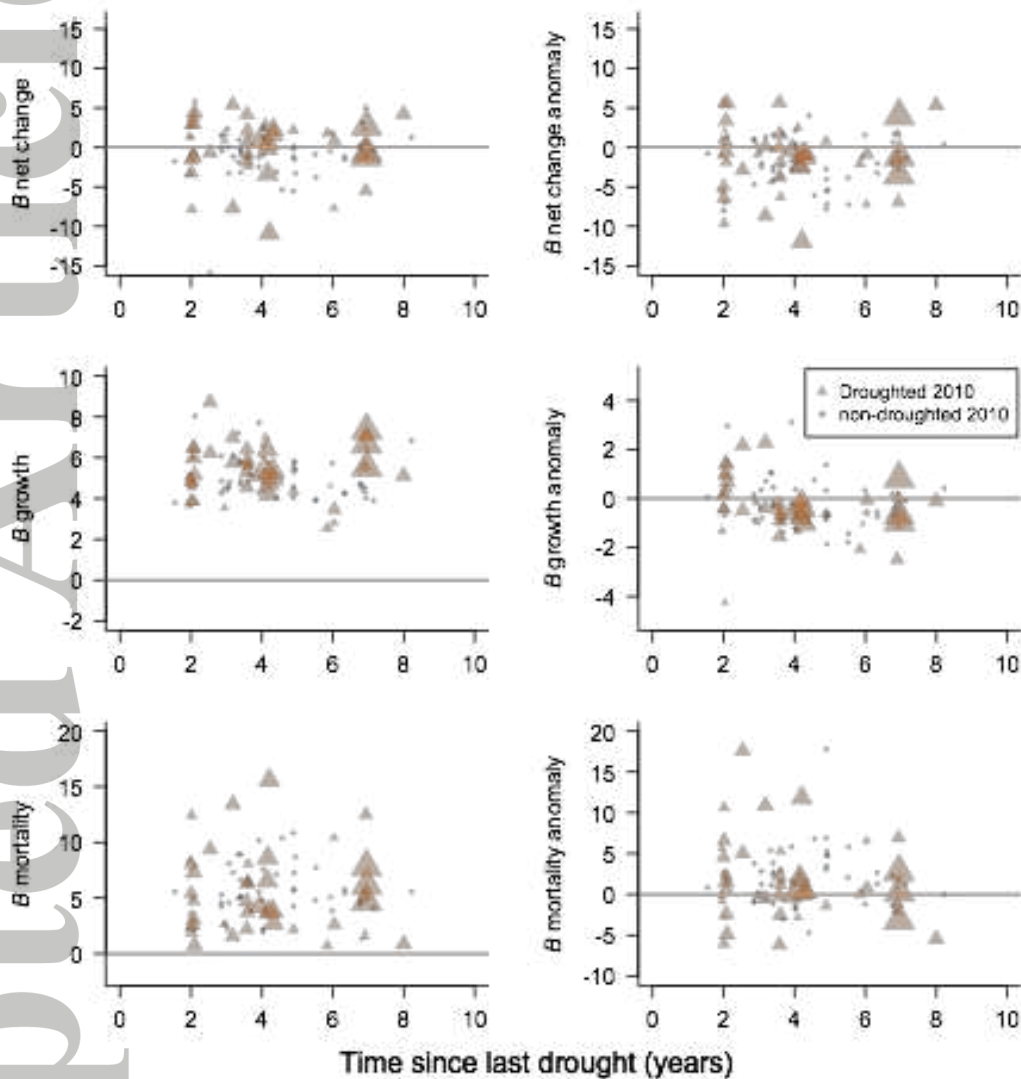 15
10
5
0
-5
-10
-15
B net change
0 2 4 6 8 10
15
10
5
0
-5
-10
-15
B net change anomaly
0 2 4 6 8 10
10
8
6
4
2
0
-2
B growth
0 2 4 6 8 10
4
2
0
-2
-4
B growth anomaly
Droughted 2010
non-droughted 2010
0 2 4 6 8 10
20
15
10
5
0
B mortality
0 2 4 6 8 10
20
15
10
5
0
-5
-10
B mortality anomaly
0 2 4 6 8 10
Time since last drought (years)